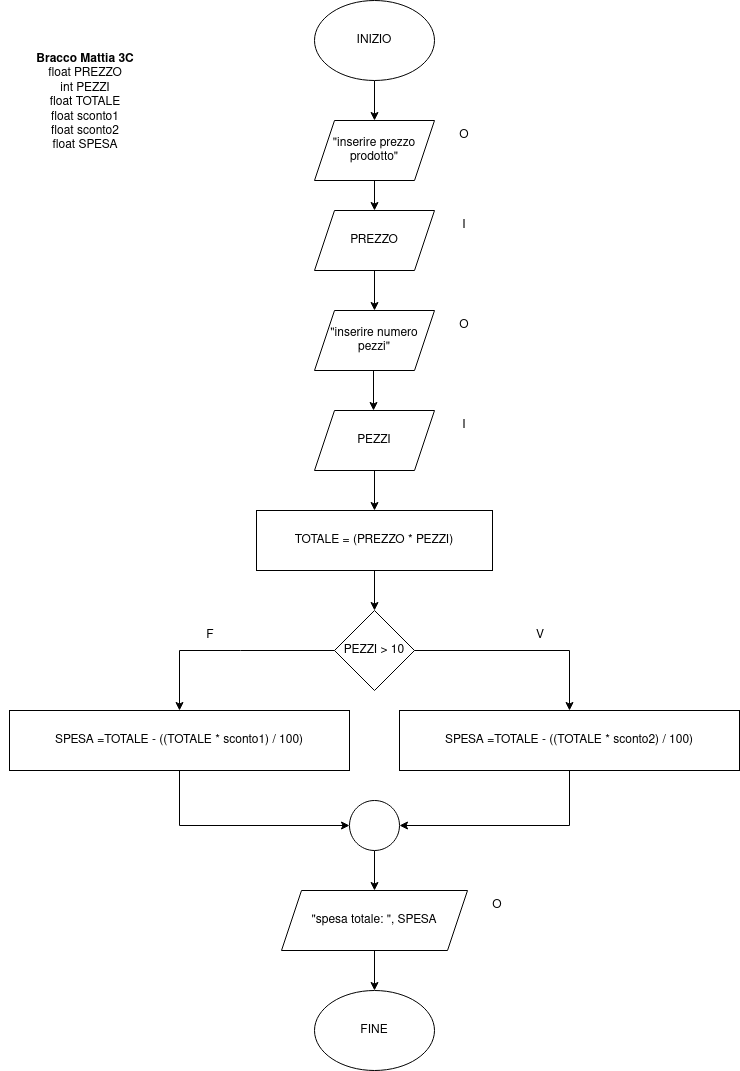 INIZIO
Bracco Mattia 3C
float PREZZO
int PEZZI
float TOTALE
float sconto1
float sconto2
float SPESA
"inserire prezzo
prodotto"
O
PREZZO
I
"inserire numero
pezzi"
O
PEZZI
I
TOTALE = (PREZZO * PEZZI)
F
PEZZI > 10
V
SPESA =TOTALE - ((TOTALE * sconto1) / 100)
SPESA =TOTALE - ((TOTALE * sconto2) / 100)
"spesa totale: ", SPESA
O
FINE